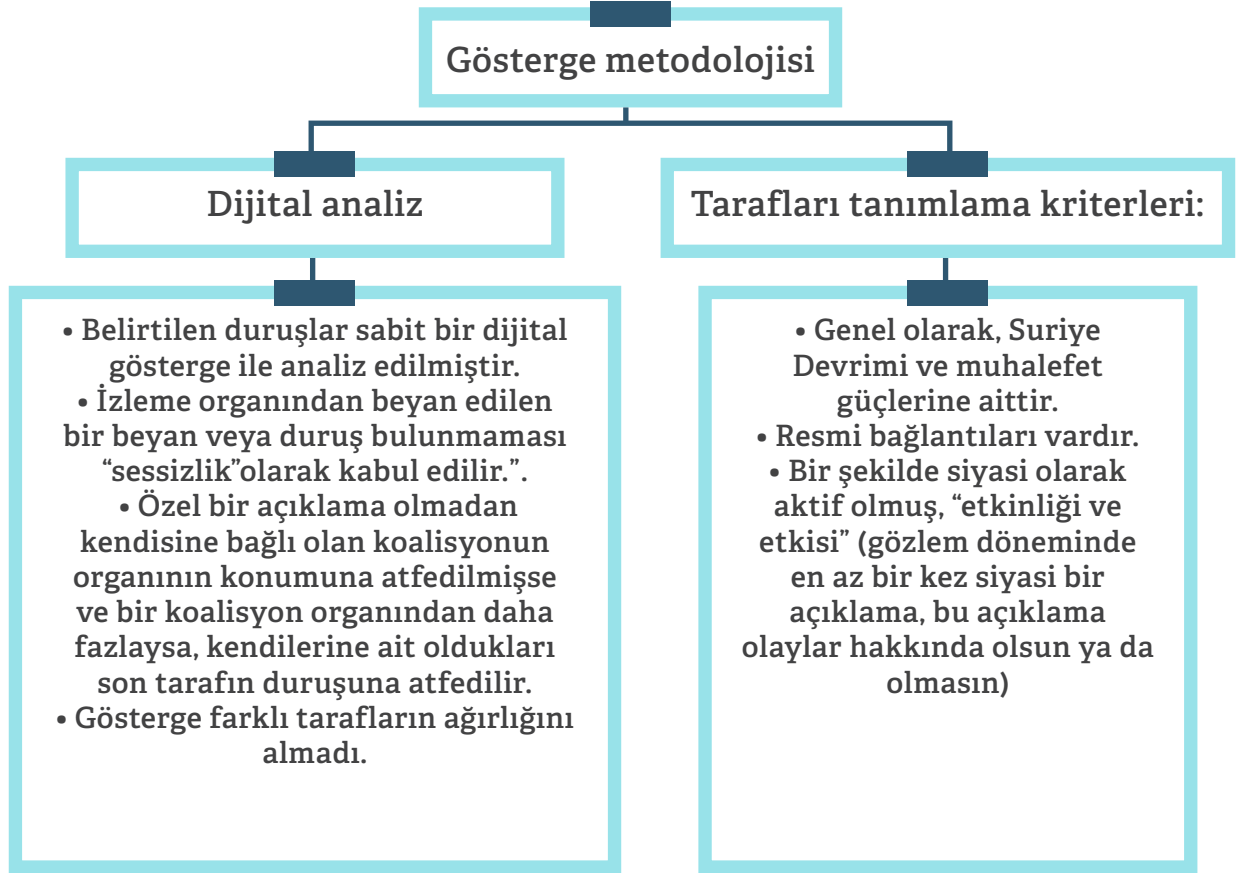 Gösterge metodolojisi
Dijital analiz
• Belirtilen duruşlar sabit bir dijital
gösterge ile analiz edilmiştir.
• İzleme organından beyan edilen
bir beyan veya duruş bulunmaması
“sessizlik”olarak kabul edilir.”.
• Özel bir açıklama olmadan
kendisine bağlı olan koalisyonun
organının konumuna atfedilmişse
ve bir koalisyon organından daha
fazlaysa, kendilerine ait oldukları
son tarafın duruşuna atfedilir.
• Gösterge farklı tarafların ağırlığını
almadı.
Tarafları tanımlama kriterleri:
• Genel olarak, Suriye
Devrimi ve muhalefet
güçlerine aittir.
• Resmi bağlantıları vardır.
• Bir şekilde siyasi olarak
aktif olmuş, “etkinliği ve
etkisi” (gözlem döneminde
en az bir kez siyasi bir
açıklama, bu açıklama
olaylar hakkında olsun ya da
olmasın)